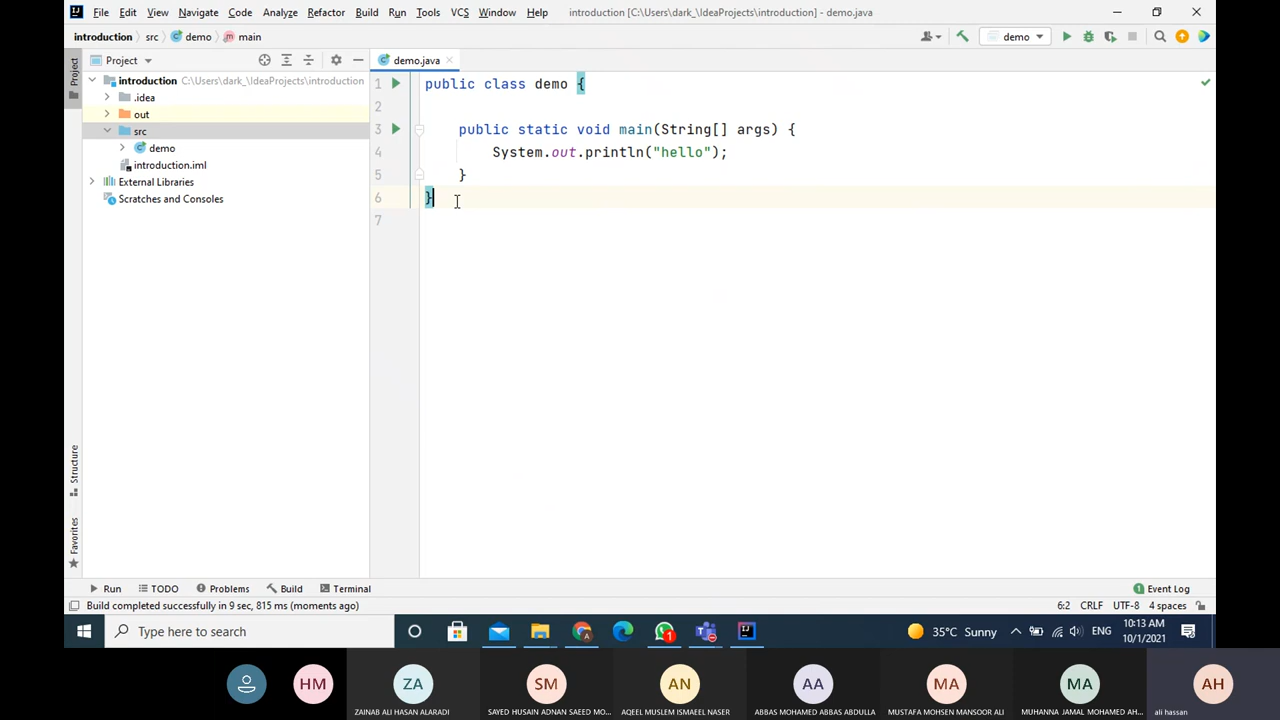 File Edit View Navigate Code Analyze Refactor Build Run Tools VCS Window Help introduction [C:\Users\dark_\IdeaProjects\introduction] - demo.java
introduction src demo main demo
Project demo.java
Project
introduction C:\Users\dark_\IdeaProjects\introduction
.idea
out
src
demo
introduction.iml
External Libraries
Scratches and Consoles
1 public class demo {
2
3 public static void main(String[] args) {
4 System.out.println("hello");
5 }
6 }
7
Structure
Favorites
Run TODO Problems Build Terminal 1 Event Log
Build completed successfully in 9 sec, 815 ms (moments ago) 6:2 CRLF UTF-8 4 spaces
Type here to search 1 35°C Sunny ENG 10:13 AM
10/1/2021
HM ZA SM AN AA MA MA AH
ZAINAB ALI HASAN ALARADI SAYED HUSAIN ADNAN SAEED MO... AQEEL MUSLEM ISMAEEL NASER ABBAS MOHAMED ABBAS ABDULLA MUSTAFA MOHSEN MANSOOR ALI MUHANNA JAMAL MOHAMED AH... ali hassan